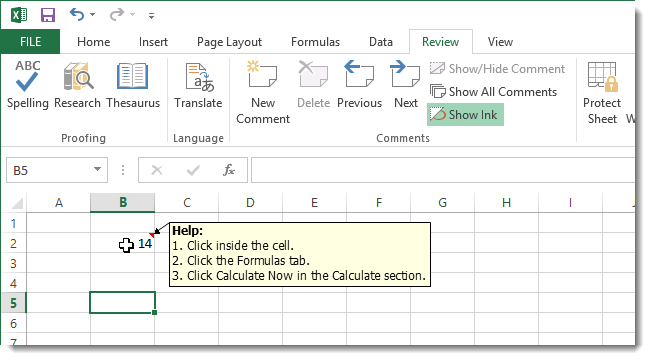 FILE Home Insert Page Layout Formulas Data Review View
ABC
Spelling Research Thesaurus
Proofing
Translate
Language
New Comment
Delete
Previous
Next
Show/Hide Comment
Show All Comments
Show Ink
Comments
Protect Sheet
W
B5
fx
A B C D E F G H I J
1
2 14
3
4
5
6
7
Help:
1. Click inside the cell.
2. Click the Formulas tab.
3. Click Calculate Now in the Calculate section.